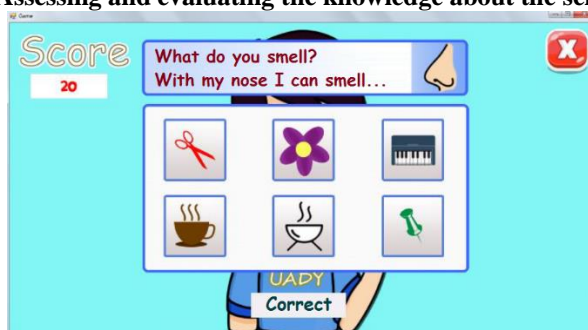 Assessing and evaluating the knowledge about the se
Game
Score
20
What do you smell?
With my nose I can smell...
X
UADY
Correct